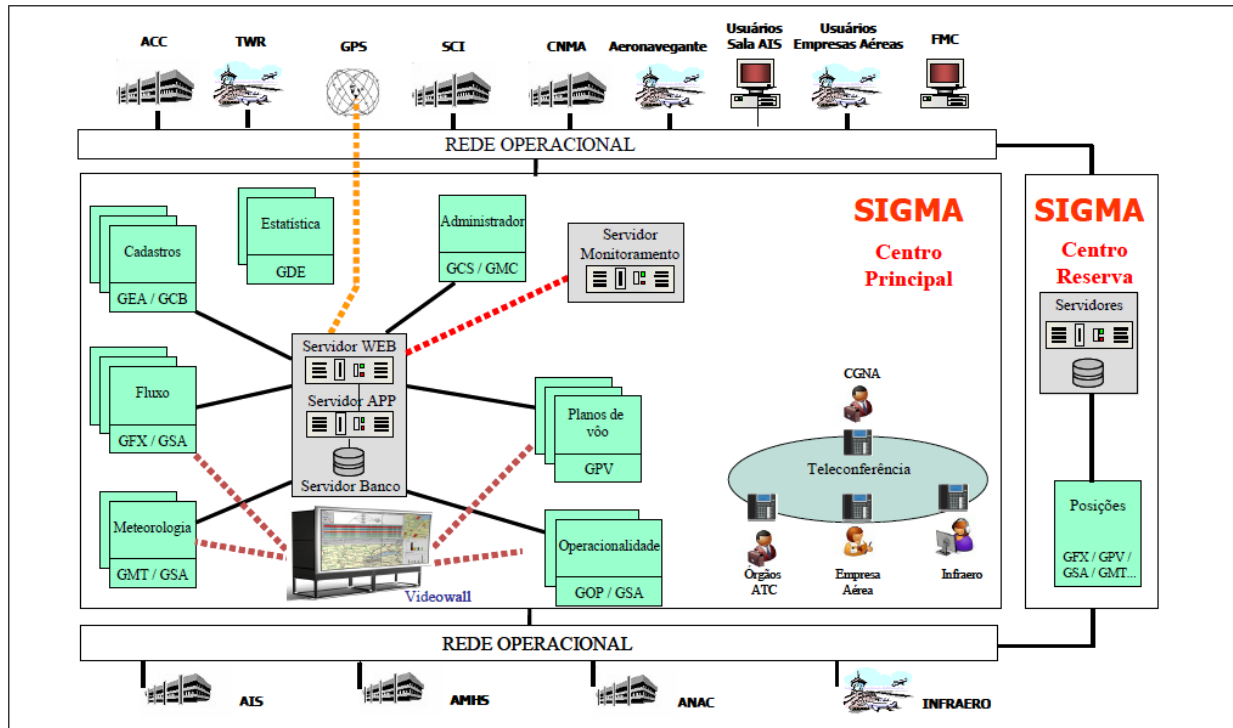 ACC
TWR
GPS
SCI
CNMA
Aeronavegante
Usuários
Sala AIS
Usuários
Empresas Aéreas
FMC
REDE OPERACIONAL
Cadastros
GEA / GCB
Estatística
GDE
Administrador
GCS / GMC
Servidor
Monitoramento
SIGMA
Centro
Principal
SIGMA
Centro
Reserva
Servidores
Servidor WEB
Servidor APP
Servidor Banco
Fluxo
GFX / GSA
Planos de
vôo
GPV
CGNA
Teleconferência
Órgãos
ATC
Empresa
Aérea
Infraero
Meteorologia
GMT / GSA
Videowall
Operacionalidade
GOP / GSA
Posições
GFX / GPV /
GSA / GMT...
REDE OPERACIONAL
AIS
AMHS
ANAC
INFRAERO